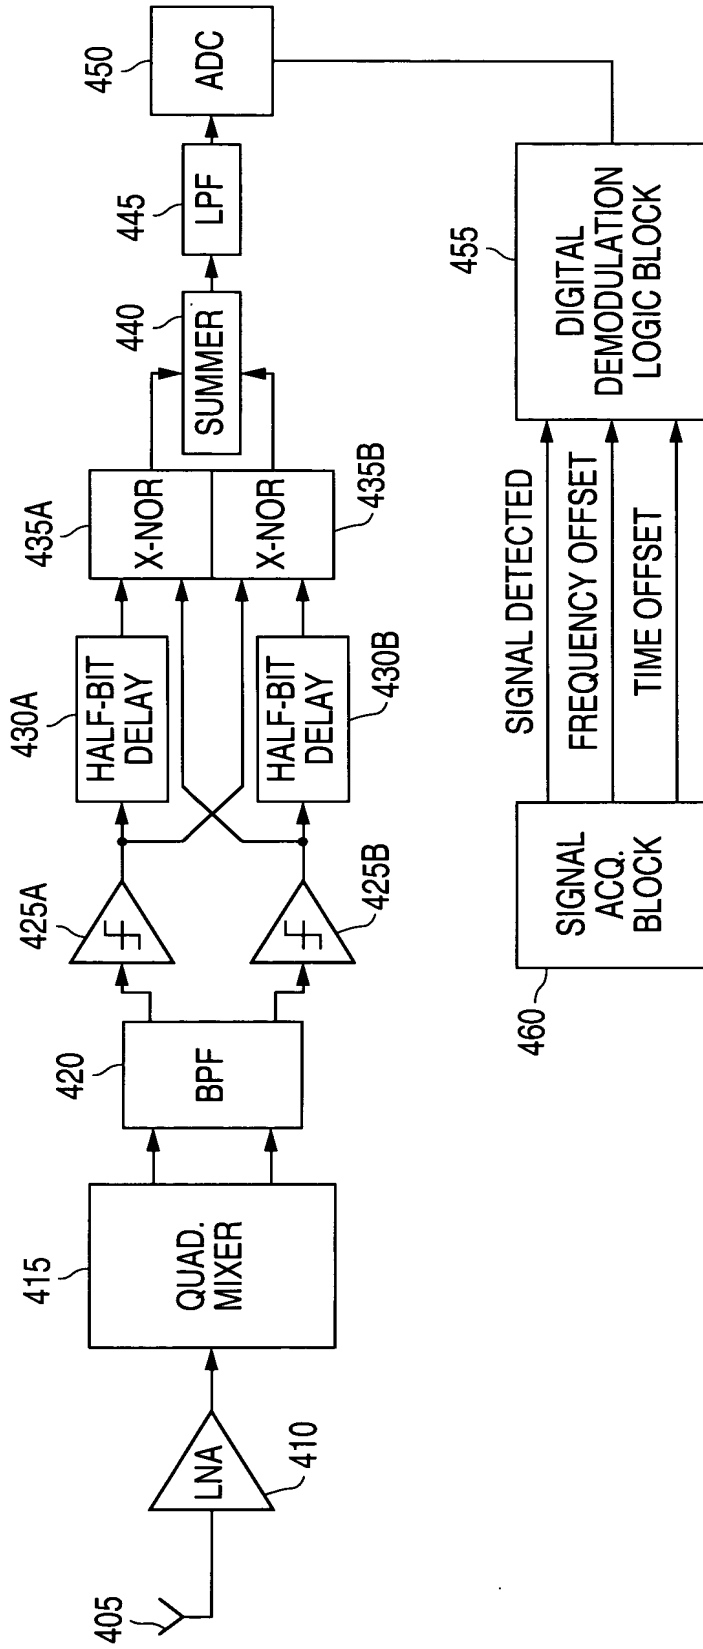 405
LNA
410
415
QUAD.
MIXER
420
BPF
425A
425B
430A
HALF-BIT
DELAY
HALF-BIT
DELAY
430B
435A
X-NOR
X-NOR
435B
440
SUMMER
445
LPF
450
ADC
460
SIGNAL
ACQ.
BLOCK
SIGNAL DETECTED
FREQUENCY OFFSET
TIME OFFSET
455
DIGITAL
DEMODULATION
LOGIC BLOCK